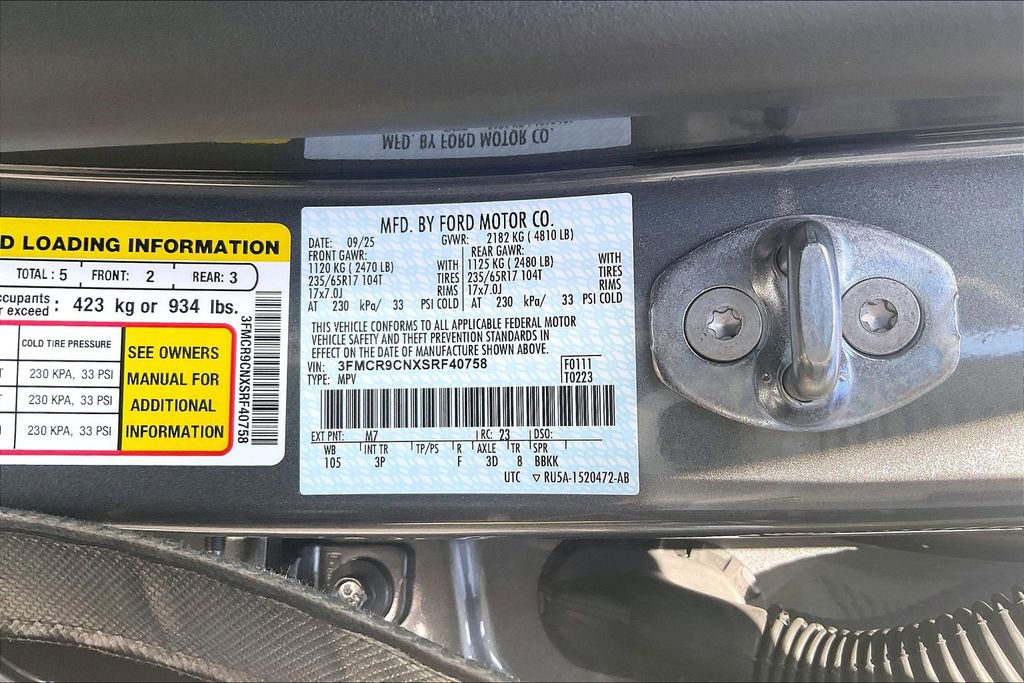 MFD. BY FORD MOTOR CO.
D LOADING INFORMATION
TOTAL : 5 FRONT: 2 REAR: 3
ccupants
r exceed : 423 kg or 934 lbs.
COLD TIRE PRESSURE
230 KPA, 33 PSI
230 KPA, 33 PSI
230 KPA, 33 PSI
SEE OWNERS
MANUAL FOR
ADDITIONAL
INFORMATION
3FMCR9CNXSRF40758
MFD. BY FORD MOTOR CO.
DATE: 09/25 GVWR: 2182 KG ( 4810 LB)
FRONT GAWR: REAR GAWR:
1120 KG ( 2470 LB) WITH 1125 KG ( 2480 LB) WITH
235/65R17 104T TIRES 235/65R17 104T TIRES
17x7.0J RIMS 17x7.0J RIMS
AT 230 kPa/ 33 PSI COLD AT 230 kPa/ 33 PSI COLD
THIS VEHICLE CONFORMS TO ALL APPLICABLE FEDERAL MOTOR
VEHICLE SAFETY AND THEFT PREVENTION STANDARDS IN
EFFECT ON THE DATE OF MANUFACTURE SHOWN ABOVE.
VIN: 3FMCR9CNXSRF40758 F0111
TYPE: MPV T0223
EXT PNT: M7 RC: 23 DSO:
WB INT TR TP/PS R AXLE TR SPR
105 3P F 3D 8 BBKK
UTC ▽ RU5A-1520472-AB